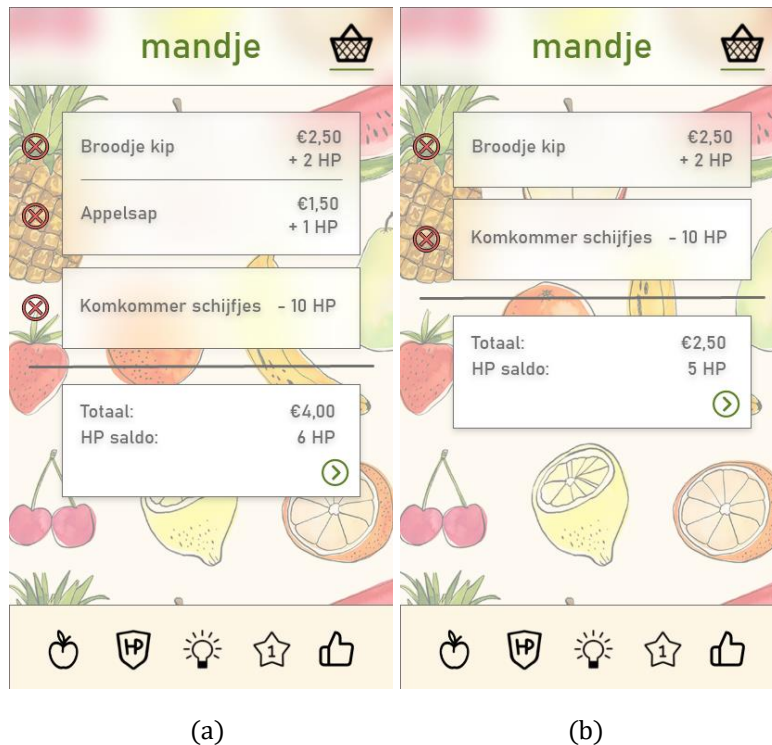 mandje
Broodje kip €2,50
+ 2 HP
Appelsap €1,50
+ 1 HP
Komkommer schijfjes - 10 HP
Totaal: €4,00
HP saldo: 6 HP
HP
1
(a)
mandje
Broodje kip €2,50
+ 2 HP
Komkommer schijfjes - 10 HP
Totaal: €2,50
HP saldo: 5 HP
HP
1
(b)